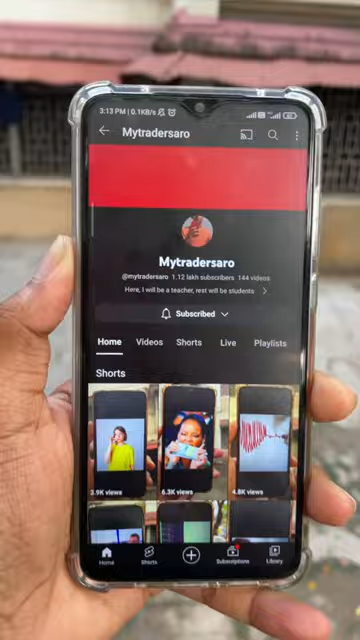 3:13 PM | 0.1KB/s
Mytradersaro
Mytradersaro
@mytradersaro 1.12 lakh subscribers 144 videos
Here, I will be a teacher, rest will be students
Subscribed
Home Videos Shorts Live Playlists
Shorts
3.9K views 6.3K views 4.8K views
Home Shorts Subscriptions Library